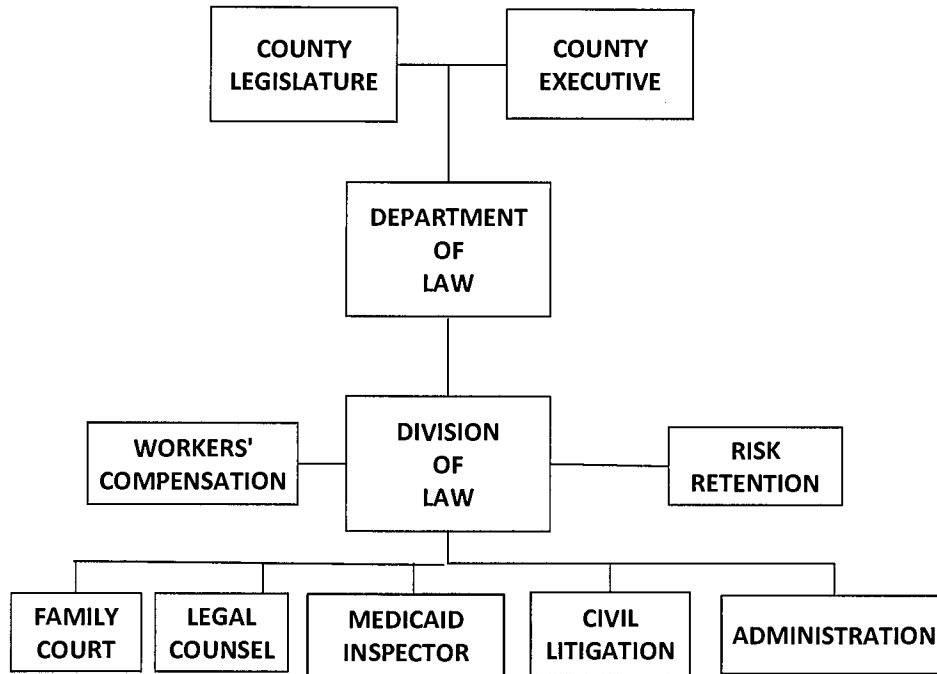 COUNTY
LEGISLATURE
COUNTY
EXECUTIVE
DEPARTMENT
OF
LAW
WORKERS'
COMPENSATION
DIVISION
OF
LAW
RISK
RETENTION
FAMILY
COURT
LEGAL
COUNSEL
MEDICAID
INSPECTOR
CIVIL
LITIGATION
ADMINISTRATION